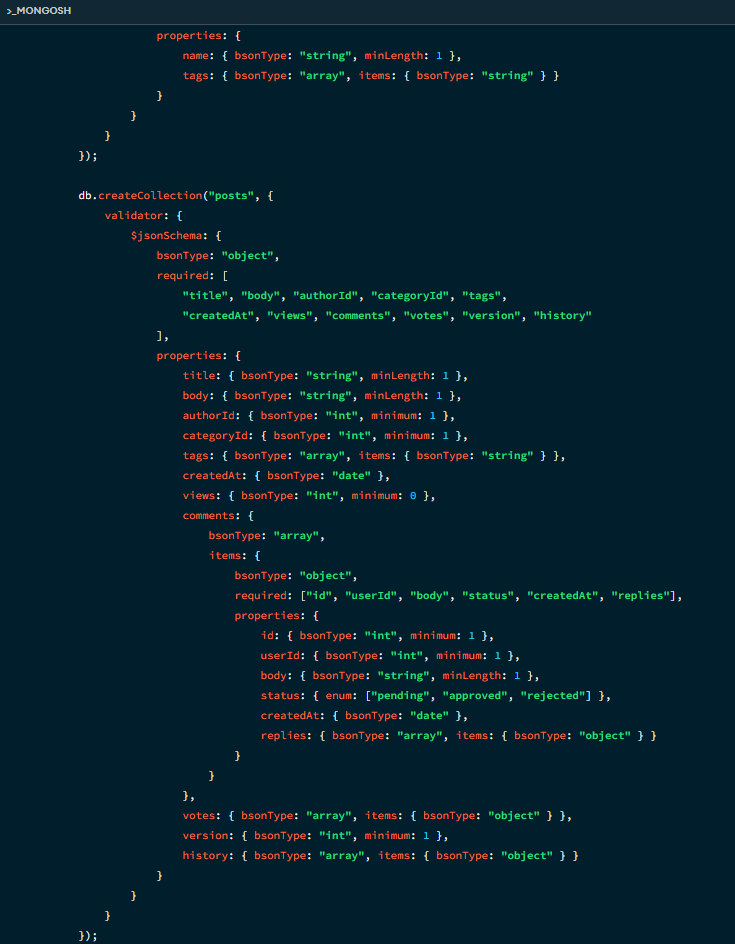 >_MONGOSH
properties: {
name: { bsonType: "string", minLength: 1 },
tags: { bsonType: "array", items: { bsonType: "string" } }
}
}
}
});
db.createCollection("posts", {
validator: {
$jsonSchema: {
bsonType: "object",
required: [
"title", "body", "authorId", "categoryId", "tags",
"createdAt", "views", "comments", "votes", "version", "history"
],
properties: {
title: { bsonType: "string", minLength: 1 },
body: { bsonType: "string", minLength: 1 },
authorId: { bsonType: "int", minimum: 1 },
categoryId: { bsonType: "int", minimum: 1 },
tags: { bsonType: "array", items: { bsonType: "string" } },
createdAt: { bsonType: "date" },
views: { bsonType: "int", minimum: 0 },
comments: {
bsonType: "array",
items: {
bsonType: "object",
required: ["id", "userId", "body", "status", "createdAt", "replies"],
properties: {
id: { bsonType: "int", minimum: 1 },
userId: { bsonType: "int", minimum: 1 },
body: { bsonType: "string", minLength: 1 },
status: { enum: ["pending", "approved", "rejected"] },
createdAt: { bsonType: "date" },
replies: { bsonType: "array", items: { bsonType: "object" } }
}
}
},
votes: { bsonType: "array", items: { bsonType: "object" } },
version: { bsonType: "int", minimum: 1 },
history: { bsonType: "array", items: { bsonType: "object" } }
}
}
}
});